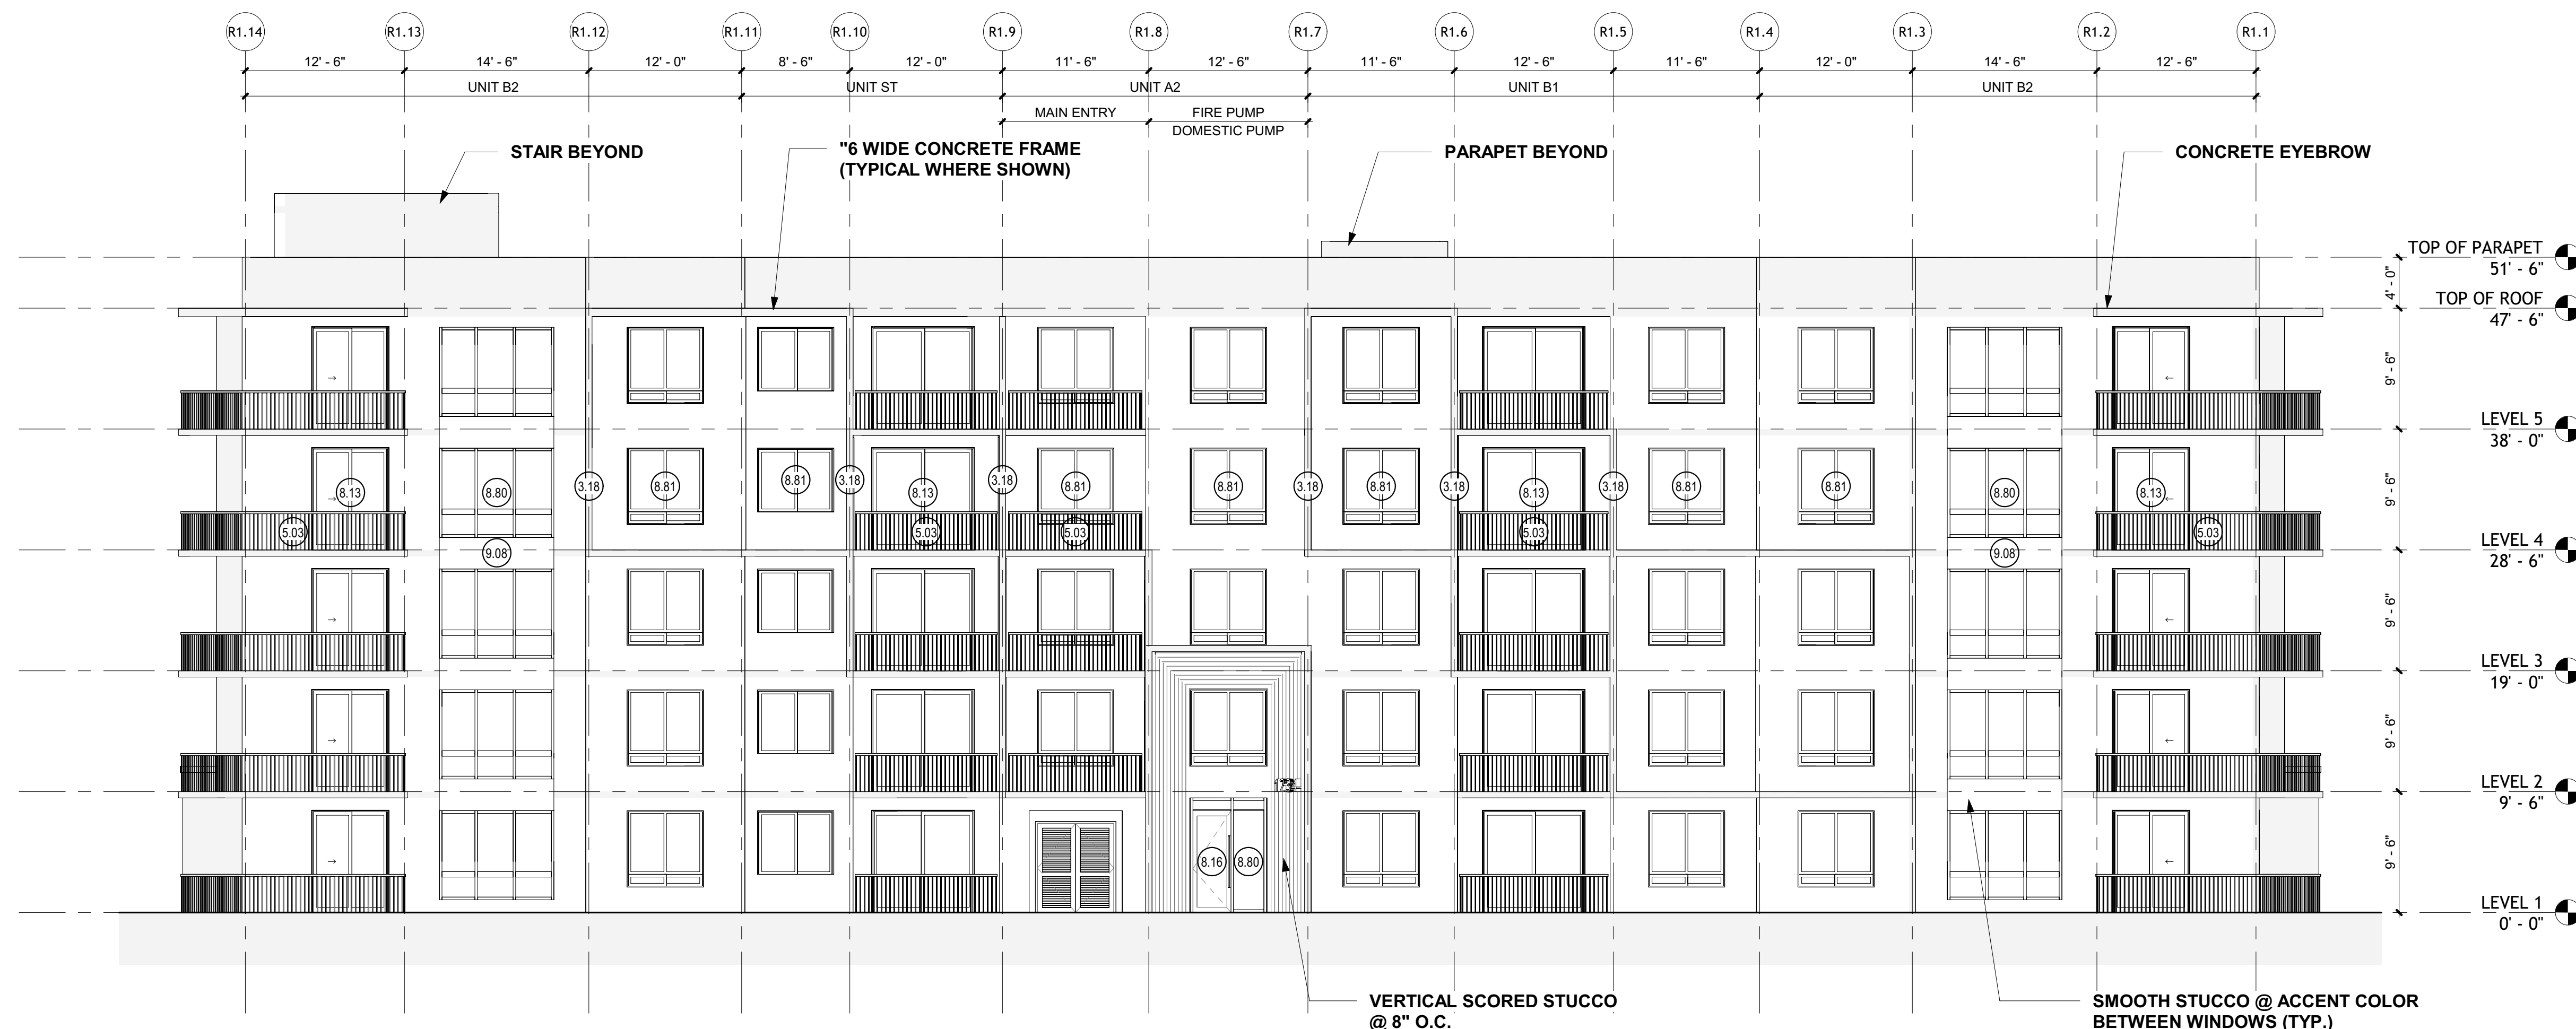 R1.14 R1.13 R1.12 R1.11 R1.10 R1.9 R1.8 R1.7 R1.6 R1.5 R1.4 R1.3 R1.2 R1.1
12' - 6" 14' - 6" 12' - 0" 8' - 6" 12' - 0" 11' - 6" 12' - 6" 11' - 6" 12' - 6" 11' - 6" 12' - 0" 14' - 6" 12' - 6"
UNIT B2 UNIT ST UNIT A2 UNIT B1 UNIT B2
MAIN ENTRY FIRE PUMP
DOMESTIC PUMP
STAIR BEYOND
"6 WIDE CONCRETE FRAME
(TYPICAL WHERE SHOWN)
PARAPET BEYOND
CONCRETE EYEBROW
TOP OF PARAPET
51' - 6"
4' - 0"
TOP OF ROOF
47' - 6"
9' - 6"
LEVEL 5
38' - 0"
8.13 8.80 3.18 8.81 8.81 3.18 8.13 3.18 8.81 8.81 3.18 8.81 3.18 8.13 3.18 8.81 8.81 8.80 8.13
9' - 6"
5.03 5.03 5.03 5.03 5.03
9.08 9.08
LEVEL 4
28' - 6"
9' - 6"
LEVEL 3
19' - 0"
9' - 6"
LEVEL 2
9' - 6"
8.16 8.80
9' - 6"
LEVEL 1
0' - 0"
VERTICAL SCORED STUCCO
@ 8" O.C.
SMOOTH STUCCO @ ACCENT COLOR
BETWEEN WINDOWS (TYP.)